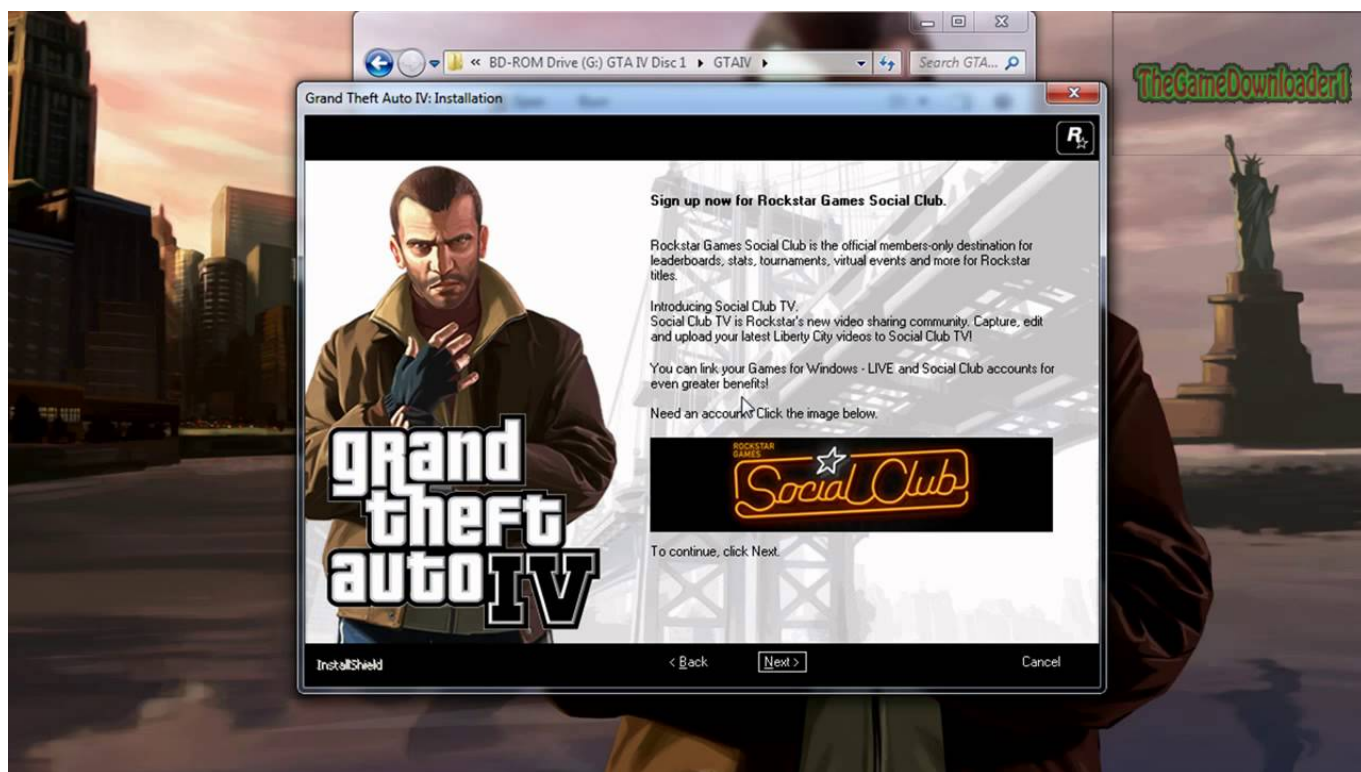 « BD-ROM Drive (G:) GTA IV Disc 1 ▸ GTAIV ▸
Search GTA...
TheGameDownloader1
Grand Theft Auto IV: Installation
R
Sign up now for Rockstar Games Social Club.
Rockstar Games Social Club is the official members-only destination for
leaderboards, stats, tournaments, virtual events and more for Rockstar
titles.
Introducing Social Club TV.
Social Club TV is Rockstar's new video sharing community. Capture, edit
and upload your latest Liberty City videos to Social Club TV!
You can link your Games for Windows - LIVE and Social Club accounts for
even greater benefits!
Need an account? Click the image below.
ROCKSTAR
GAMES
Social Club
To continue, click Next.
grand
theft
auto IV
InstallShield
< Back
Next >
Cancel